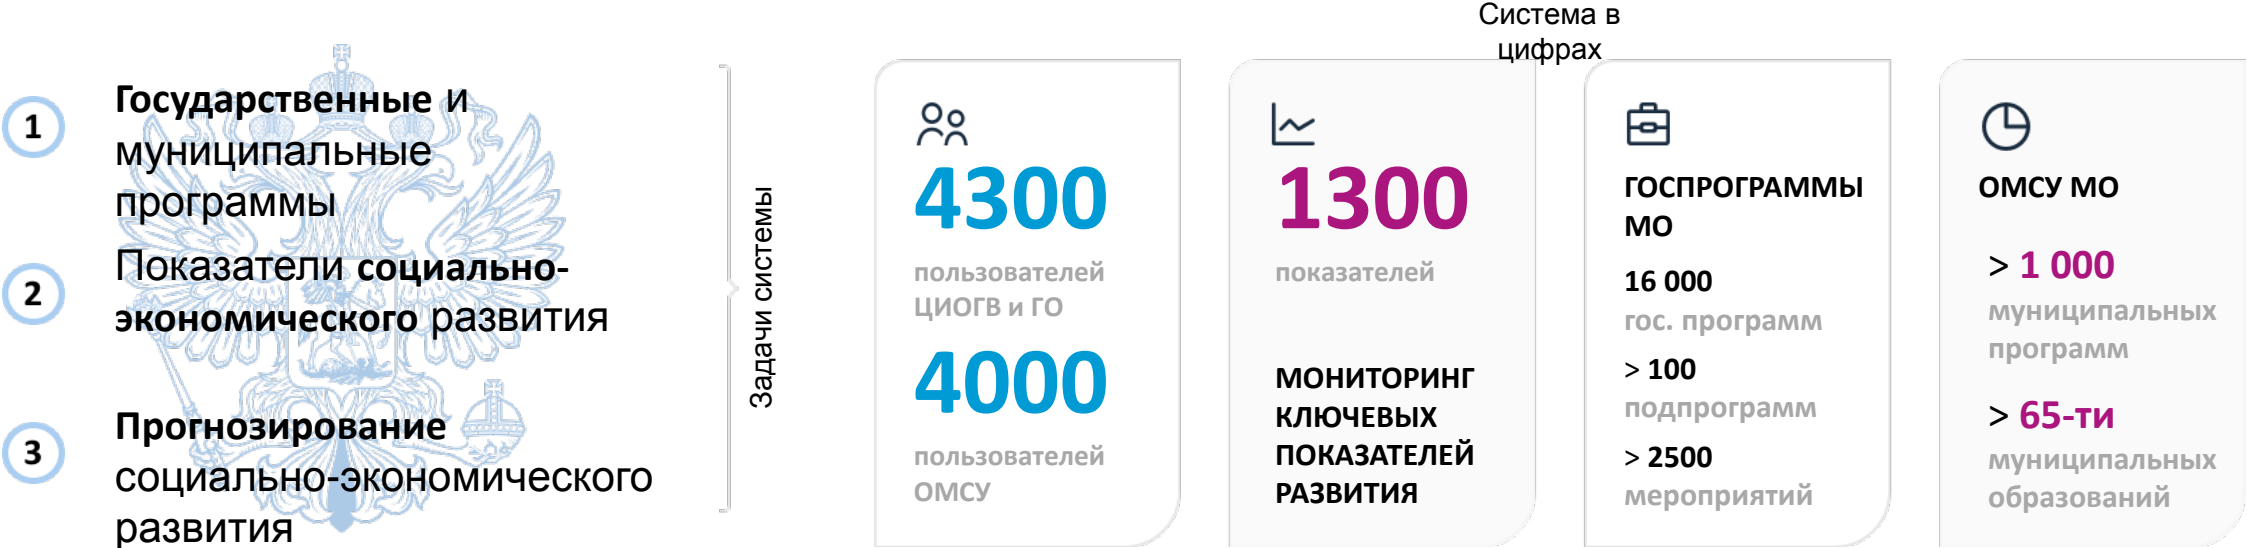 1
Государственные и
муниципальные
программы
2
Показатели социально-
экономического развития
3
Прогнозирование
социально-экономического
развития
Задачи системы
Система в
цифрах
4300
пользователей
ЦИОГВ и ГО
4000
пользователей
ОМСУ
1300
показателей
МОНИТОРИНГ
КЛЮЧЕВЫХ
ПОКАЗАТЕЛЕЙ
РАЗВИТИЯ
ГОСПРОГРАММЫ
МО
16 000
гос. программ
> 100
подпрограмм
> 2500
мероприятий
ОМСУ МО
> 1 000
муниципальных
программ
> 65-ти
муниципальных
образований